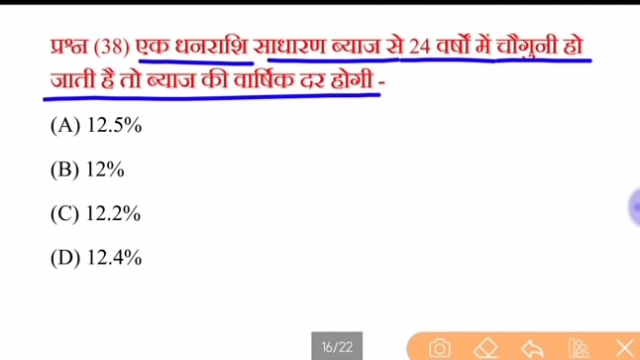 प्रश्न (38) एक धनराशि साधारण ब्याज से 24 वर्षों में चौगुनी हो
जाती है तो ब्याज की वार्षिक दर होगी -
(A) 12.5%
(B) 12%
(C) 12.2%
(D) 12.4%
16/22